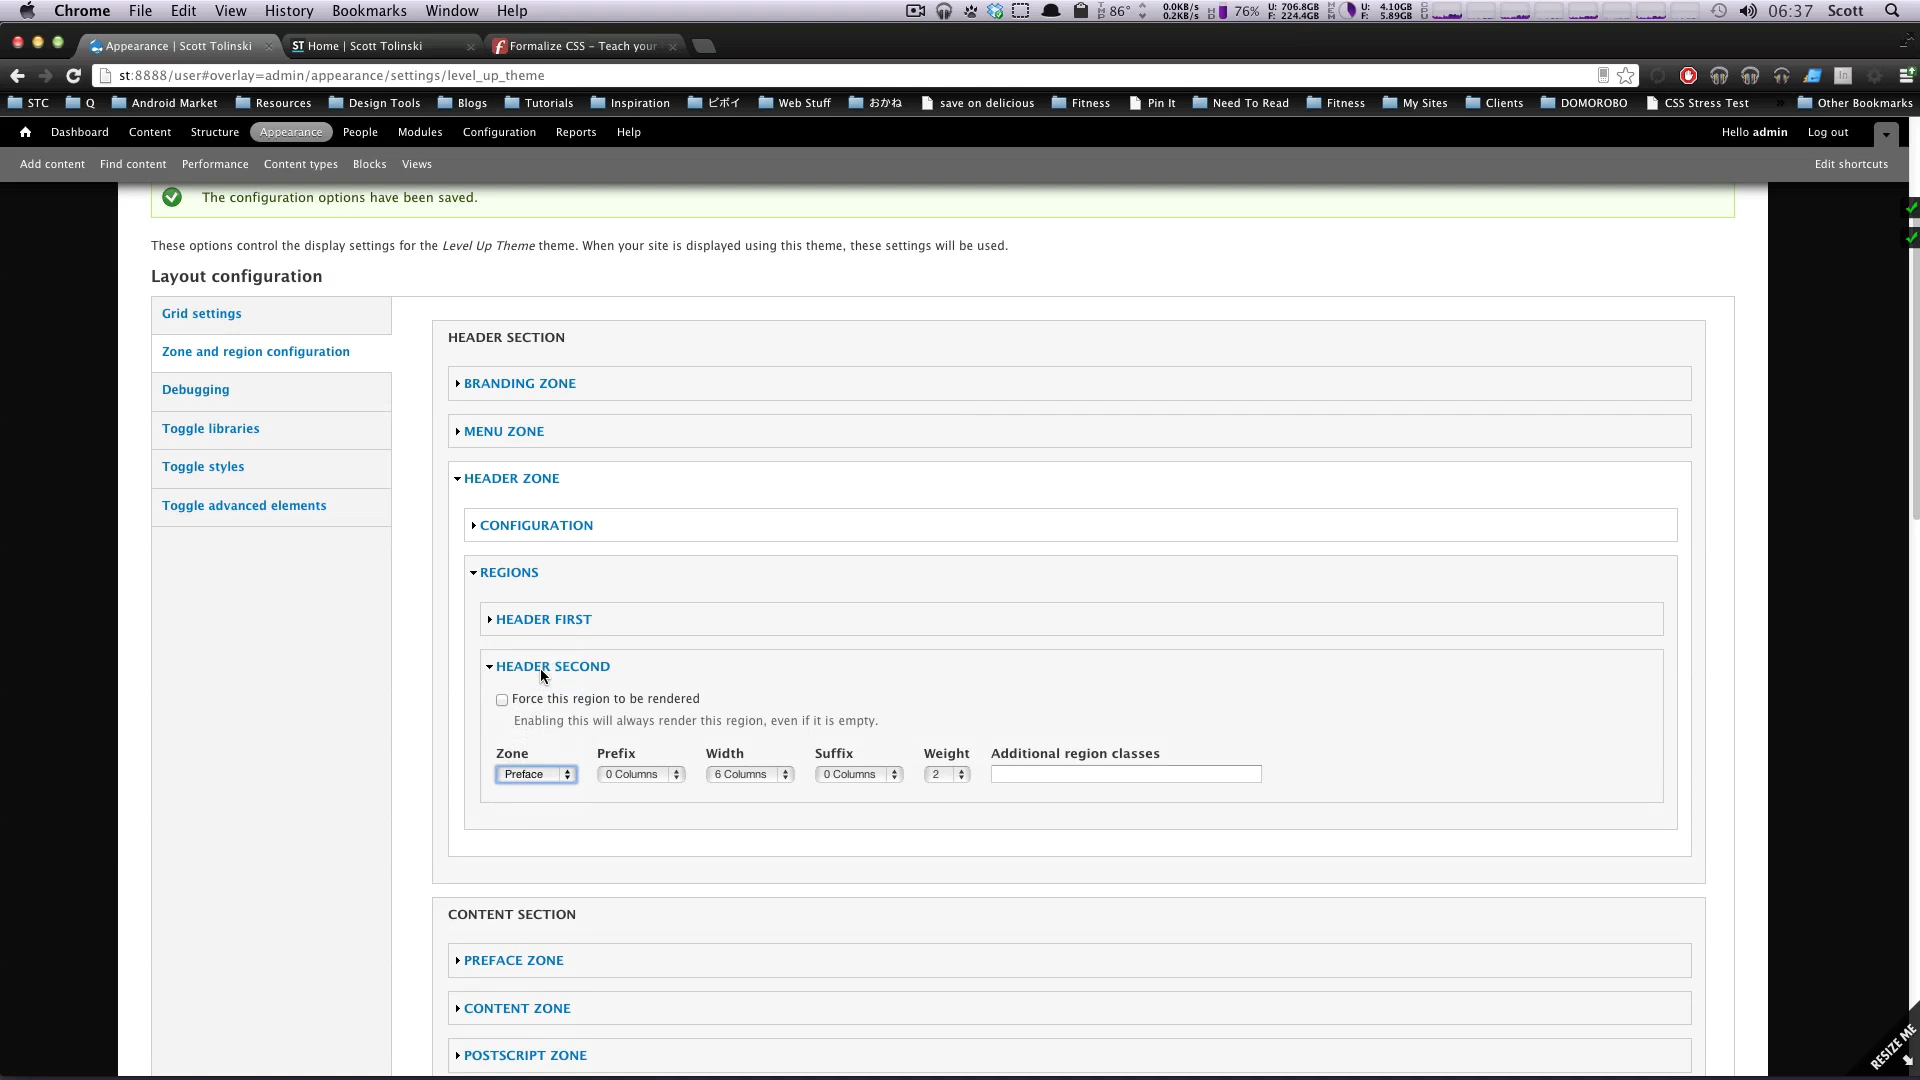 Chrome File Edit View History Bookmarks Window Help 86° 0.0KB/s 0.2KB/s 76% U: 706.8GB F: 224.4GB U: 4.10GB F: 5.89GB 06:37 Scott
Appearance | Scott Tolinski ST Home | Scott Tolinski Formalize CSS – Teach your
st:8888/user#overlay=admin/appearance/settings/level_up_theme
STC Q Android Market Resources Design Tools Blogs Tutorials Inspiration ビボイ Web Stuff おかね save on delicious Fitness Pin It Need To Read Fitness My Sites Clients DOMOROBO CSS Stress Test » Other Bookmarks
Dashboard Content Structure Appearance People Modules Configuration Reports Help Hello admin Log out
Add content Find content Performance Content types Blocks Views Edit shortcuts
The configuration options have been saved.
These options control the display settings for the Level Up Theme theme. When your site is displayed using this theme, these settings will be used.
Layout configuration
Grid settings
Zone and region configuration
Debugging
Toggle libraries
Toggle styles
Toggle advanced elements
HEADER SECTION
BRANDING ZONE
MENU ZONE
HEADER ZONE
CONFIGURATION
REGIONS
HEADER FIRST
HEADER SECOND
Force this region to be rendered
Enabling this will always render this region, even if it is empty.
Zone Prefix Width Suffix Weight Additional region classes
Preface 0 Columns 6 Columns 0 Columns 2
CONTENT SECTION
PREFACE ZONE
CONTENT ZONE
POSTSCRIPT ZONE
RESIZE ME